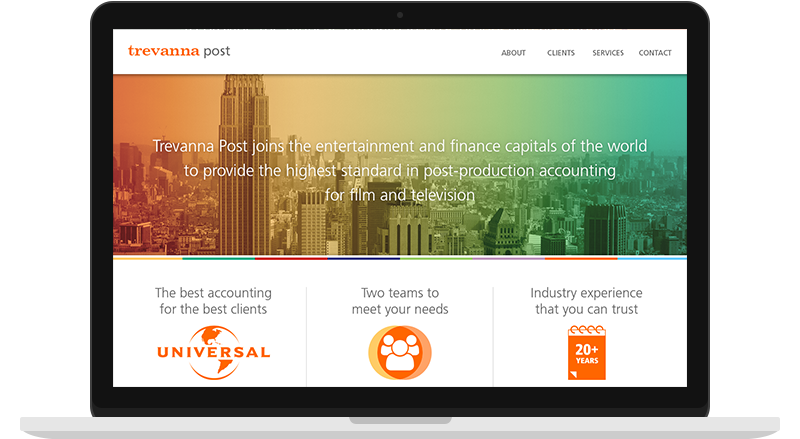 trevanna post
ABOUT CLIENTS SERVICES CONTACT
Trevanna Post joins the entertainment and finance capitals of the world
to provide the highest standard in post-production accounting
for film and television
The best accounting
for the best clients
UNIVERSAL
Two teams to
meet your needs
Industry experience
that you can trust
20+
YEARS